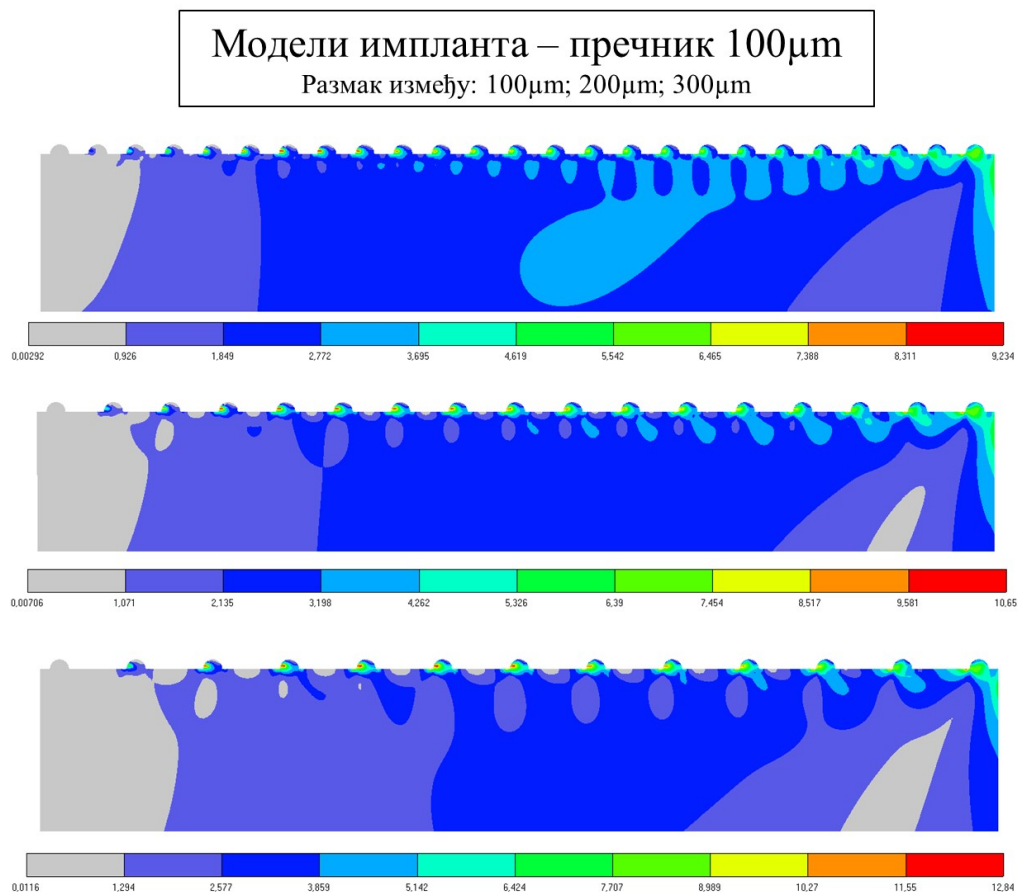 Модели импланта – пречник 100µm
Размак између: 100µm; 200µm; 300µm
0,00292 0,926 1,849 2,772 3,695 4,619 5,542 6,465 7,388 8,311 9,234
0,00706 1,071 2,135 3,198 4,262 5,326 6,39 7,454 8,517 9,581 10,65
0,0116 1,294 2,577 3,859 5,142 6,424 7,707 8,989 10,27 11,55 12,84